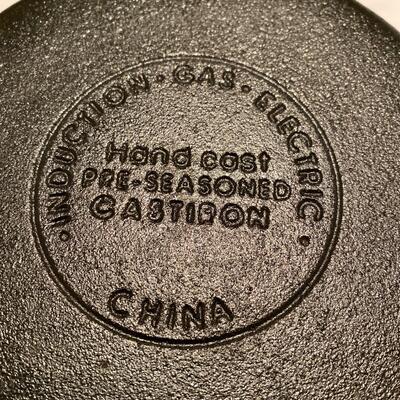 · INDUCTION · GAS · ELECTRIC ·
Hand cast
PRE-SEASONED
CASTIRON
CHINA